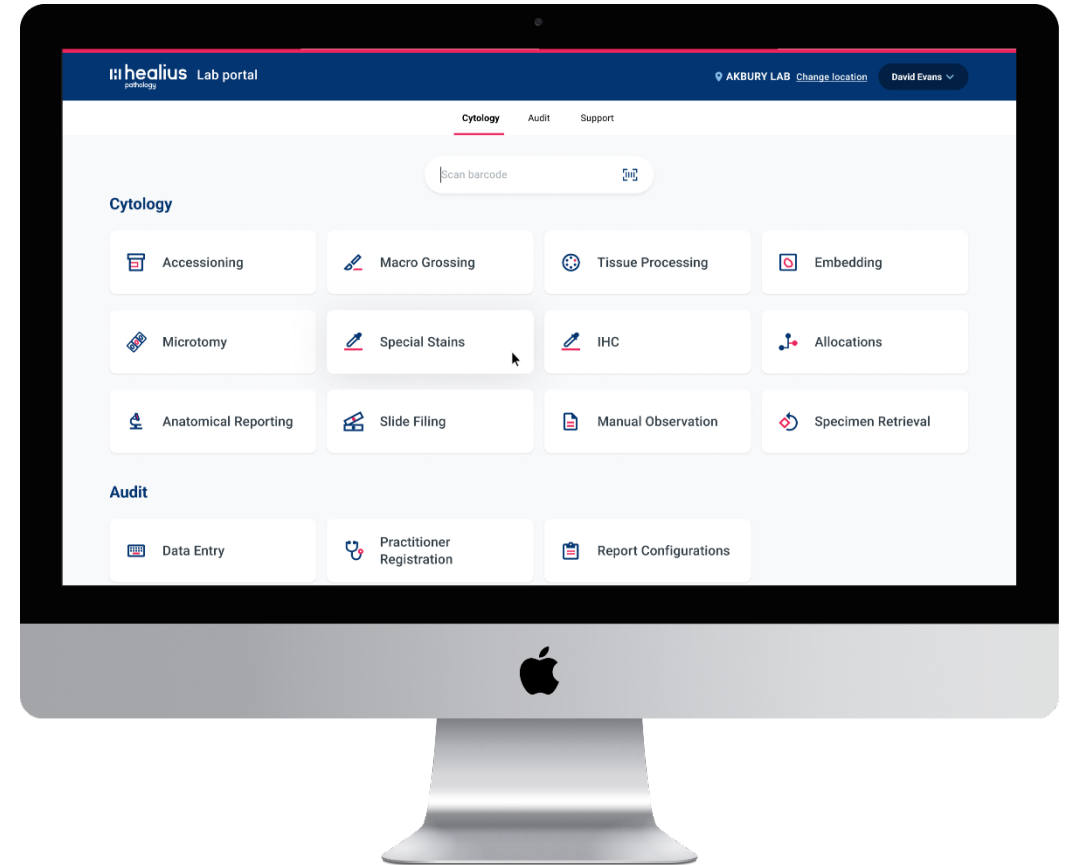 healius Lab portal
pathology
AKBURY LAB Change location David Evans
Cytology Audit Support
Scan barcode
Cytology
Accessioning Macro Grossing Tissue Processing Embedding
Microtomy Special Stains IHC Allocations
Anatomical Reporting Slide Filing Manual Observation Specimen Retrieval
Audit
Data Entry
Practitioner
Registration
Report Configurations